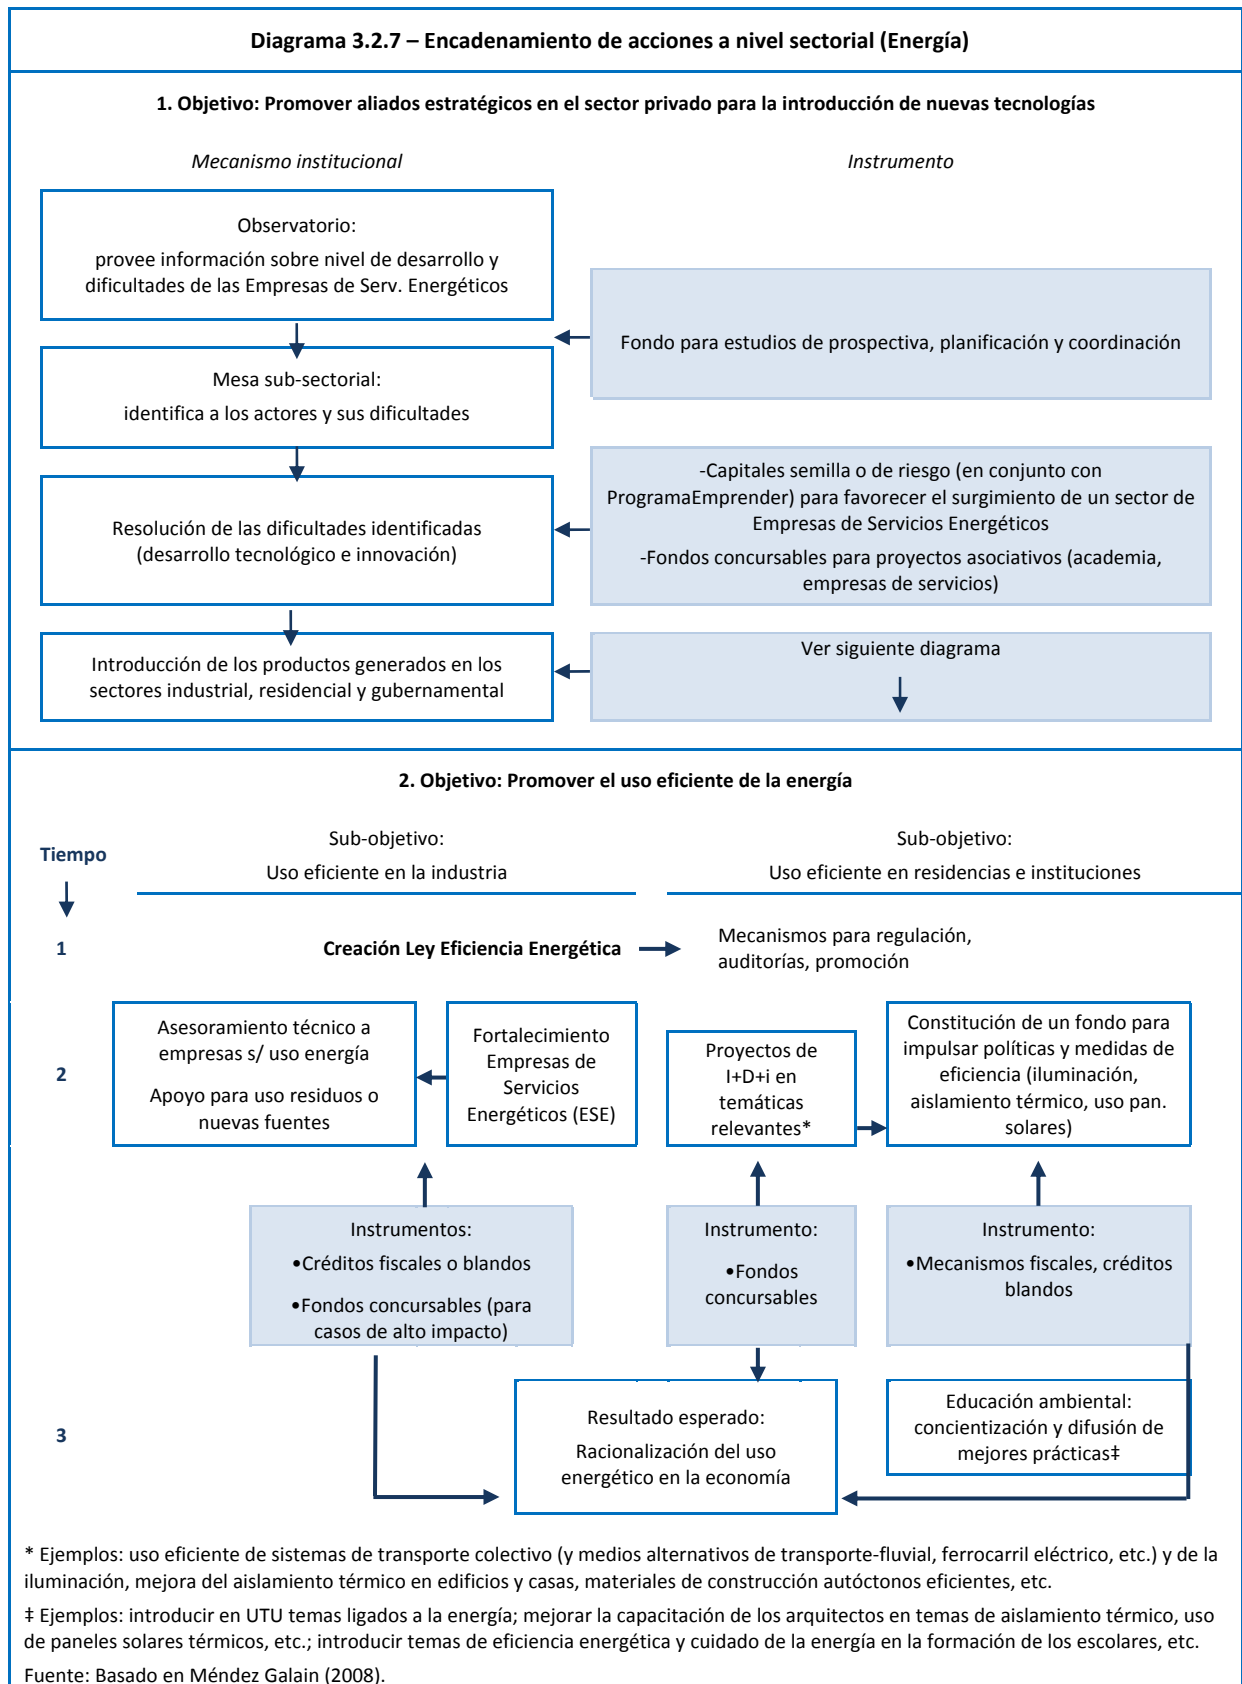 Diagrama 3.2.7 – Encadenamiento de acciones a nivel sectorial (Energía)
1. Objetivo: Promover aliados estratégicos en el sector privado para la introducción de nuevas tecnologías
Mecanismo institucional
Instrumento
Observatorio:
provee información sobre nivel de desarrollo y
dificultades de las Empresas de Serv. Energéticos
Fondo para estudios de prospectiva, planificación y coordinación
Mesa sub-sectorial:
identifica a los actores y sus dificultades
Resolución de las dificultades identificadas
(desarrollo tecnológico e innovación)
-Capitales semilla o de riesgo (en conjunto con
ProgramaEmprender) para favorecer el surgimiento de un sector de
Empresas de Servicios Energéticos
-Fondos concursables para proyectos asociativos (academia,
empresas de servicios)
Introducción de los productos generados en los
sectores industrial, residencial y gubernamental
Ver siguiente diagrama
2. Objetivo: Promover el uso eficiente de la energía
Tiempo
Sub-objetivo:
Uso eficiente en la industria
Sub-objetivo:
Uso eficiente en residencias e instituciones
1
Creación Ley Eficiencia Energética
Mecanismos para regulación,
auditorías, promoción
2
Asesoramiento técnico a
empresas s/ uso energía
Apoyo para uso residuos o
nuevas fuentes
Fortalecimiento
Empresas de
Servicios
Energéticos (ESE)
Proyectos de
I+D+i en
temáticas
relevantes*
Constitución de un fondo para
impulsar políticas y medidas de
eficiencia (iluminación,
aislamiento térmico, uso pan.
solares)
Instrumentos:
•Créditos fiscales o blandos
•Fondos concursables (para
casos de alto impacto)
Instrumento:
•Fondos
concursables
Instrumento:
•Mecanismos fiscales, créditos
blandos
3
Resultado esperado:
Racionalización del uso
energético en la economía
Educación ambiental:
concientización y difusión de
mejores prácticas‡
* Ejemplos: uso eficiente de sistemas de transporte colectivo (y medios alternativos de transporte-fluvial, ferrocarril eléctrico, etc.) y de la
iluminación, mejora del aislamiento térmico en edificios y casas, materiales de construcción autóctonos eficientes, etc.
‡ Ejemplos: introducir en UTU temas ligados a la energía; mejorar la capacitación de los arquitectos en temas de aislamiento térmico, uso
de paneles solares térmicos, etc.; introducir temas de eficiencia energética y cuidado de la energía en la formación de los escolares, etc.
Fuente: Basado en Méndez Galain (2008).